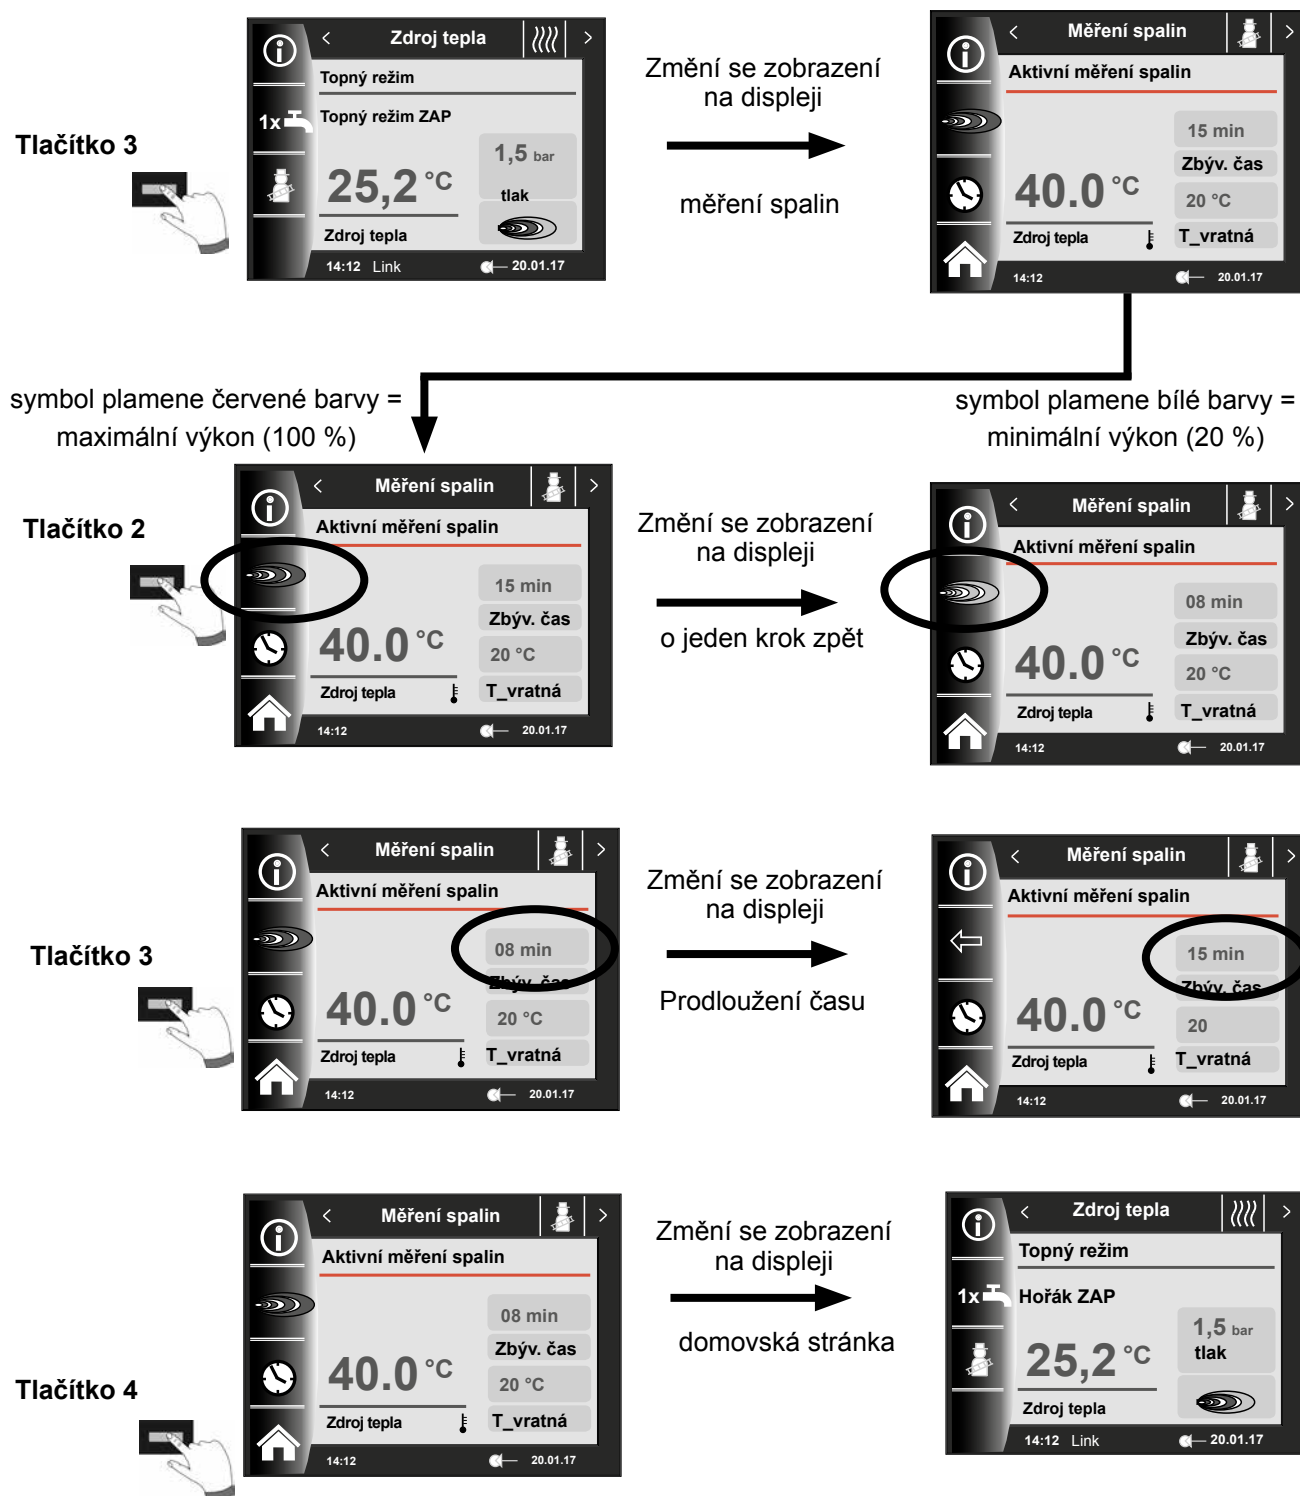 Tlačítko 3
< Zdroj tepla >
Topný režim
1x
Topný režim ZAP
25,2 °C
1,5 bar
tlak
Zdroj tepla
14:12 Link 20.01.17
Změní se zobrazení
na displeji
měření spalin
< Měření spalin >
Aktivní měření spalin
15 min
Zbýv. čas
40.0 °C
20 °C
Zdroj tepla
T_vratná
14:12 20.01.17
symbol plamene červené barvy =
maximální výkon (100 %)
symbol plamene bílé barvy =
minimální výkon (20 %)
Tlačítko 2
< Měření spalin >
Aktivní měření spalin
15 min
Zbýv. čas
40.0 °C
20 °C
Zdroj tepla
T_vratná
14:12 20.01.17
Změní se zobrazení
na displeji
o jeden krok zpět
< Měření spalin >
Aktivní měření spalin
08 min
Zbýv. čas
40.0 °C
20 °C
Zdroj tepla
T_vratná
14:12 20.01.17
Tlačítko 3
< Měření spalin >
Aktivní měření spalin
08 min
Zbýv. čas
40.0 °C
20 °C
Zdroj tepla
T_vratná
14:12 20.01.17
Změní se zobrazení
na displeji
Prodloužení času
< Měření spalin >
Aktivní měření spalin
15 min
Zbýv. čas
40.0 °C
20
Zdroj tepla
T_vratná
14:12 20.01.17
Tlačítko 4
< Měření spalin >
Aktivní měření spalin
08 min
Zbýv. čas
40.0 °C
20 °C
Zdroj tepla
T_vratná
14:12 20.01.17
Změní se zobrazení
na displeji
domovská stránka
< Zdroj tepla >
Topný režim
1x
Hořák ZAP
25,2 °C
1,5 bar
tlak
Zdroj tepla
14:12 Link 20.01.17